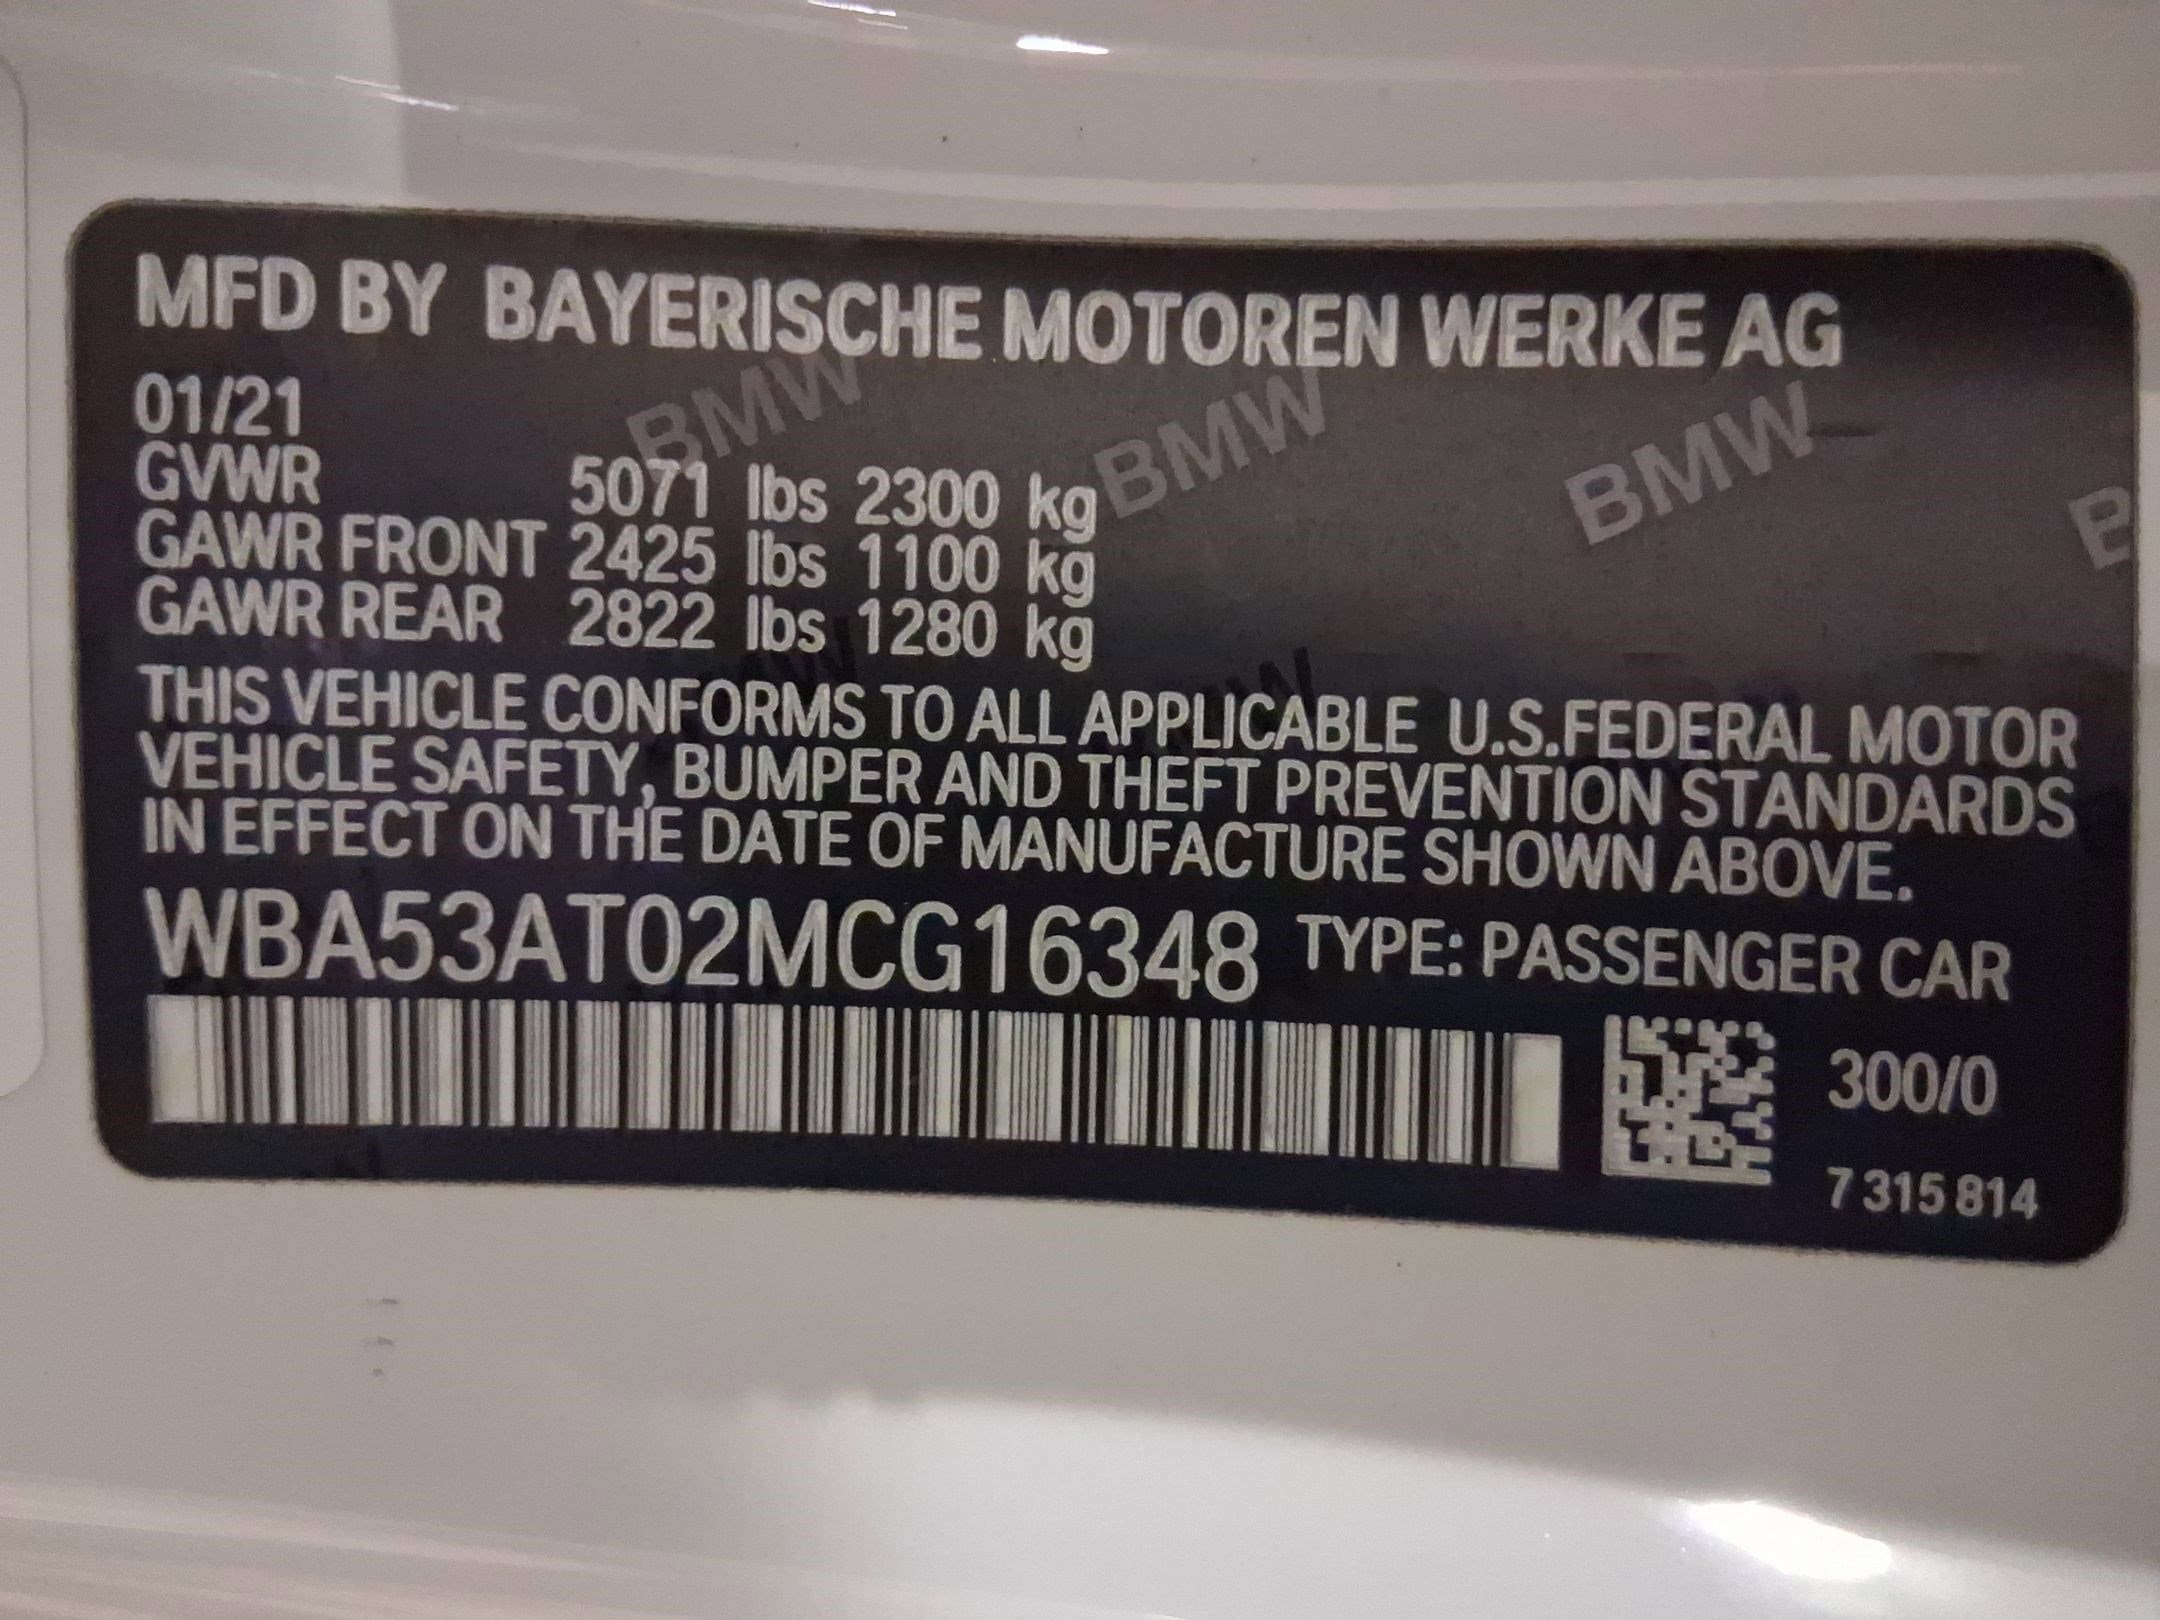 MFD BY BAYERISCHE MOTOREN WERKE AG
01/21
GVWR 5071 lbs 2300 kg
GAWR FRONT 2425 lbs 1100 kg
GAWR REAR 2822 lbs 1280 kg
THIS VEHICLE CONFORMS TO ALL APPLICABLE U.S.FEDERAL MOTOR
VEHICLE SAFETY, BUMPER AND THEFT PREVENTION STANDARDS
IN EFFECT ON THE DATE OF MANUFACTURE SHOWN ABOVE.
WBA53AT02MCG16348 TYPE: PASSENGER CAR
300/0
7 315 814
BMW BMW BMW